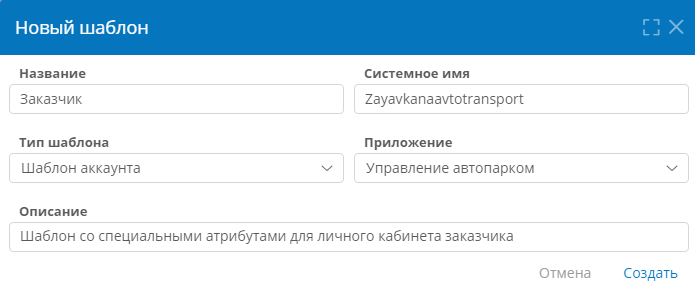 Новый шаблон
Название Системное имя
Заказчик Zayavkanaavtotransport
Тип шаблона Приложение
Шаблон аккаунта Управление автопарком
Описание
Шаблон со специальными атрибутами для личного кабинета заказчика
Отмена Создать